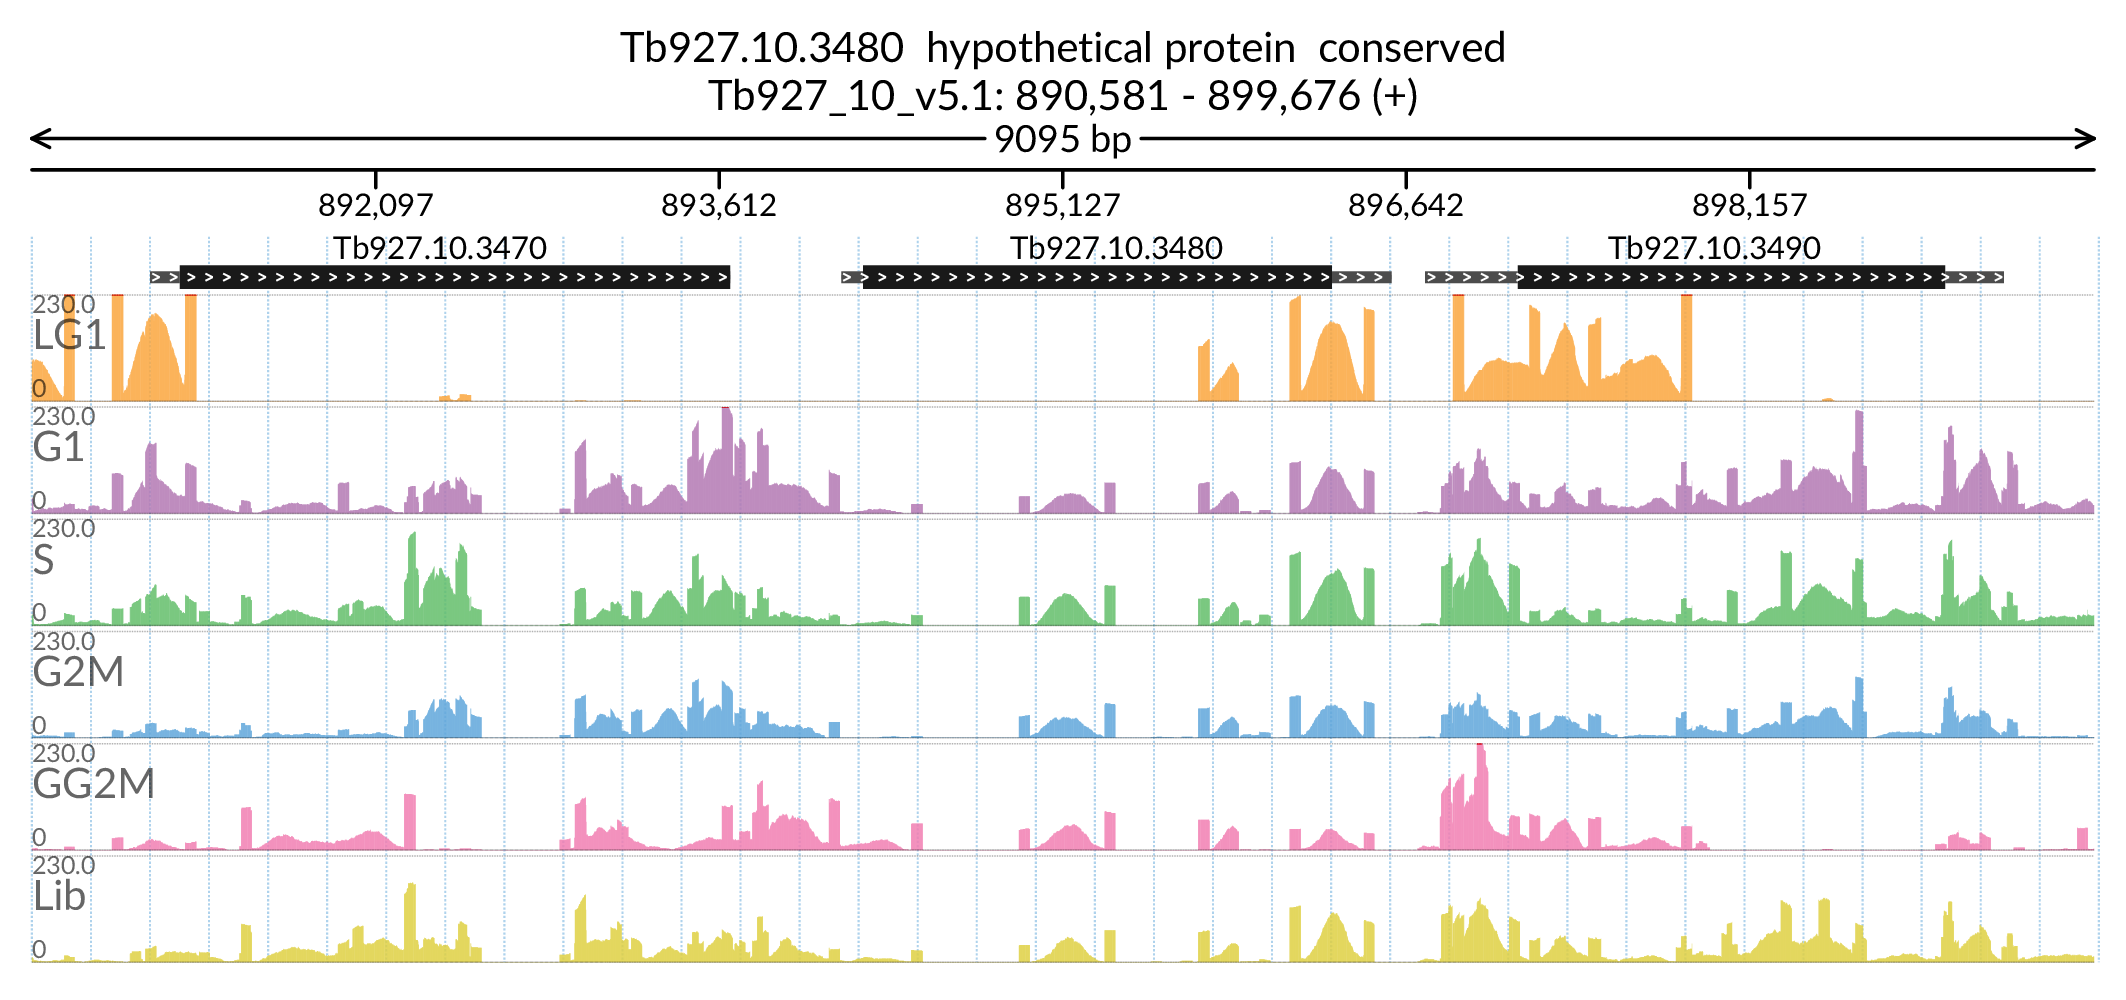 Tb927.10.3480  hypothetical protein  conserved
Tb927_10_v5.1: 890,581 - 899,676 (+)
9095 bp
892,097 893,612 895,127 896,642 898,157
Tb927.10.3470 Tb927.10.3480 Tb927.10.3490
230.0
LG1
0
230.0
G1
0
230.0
S
0
230.0
G2M
0
230.0
GG2M
0
230.0
Lib
0